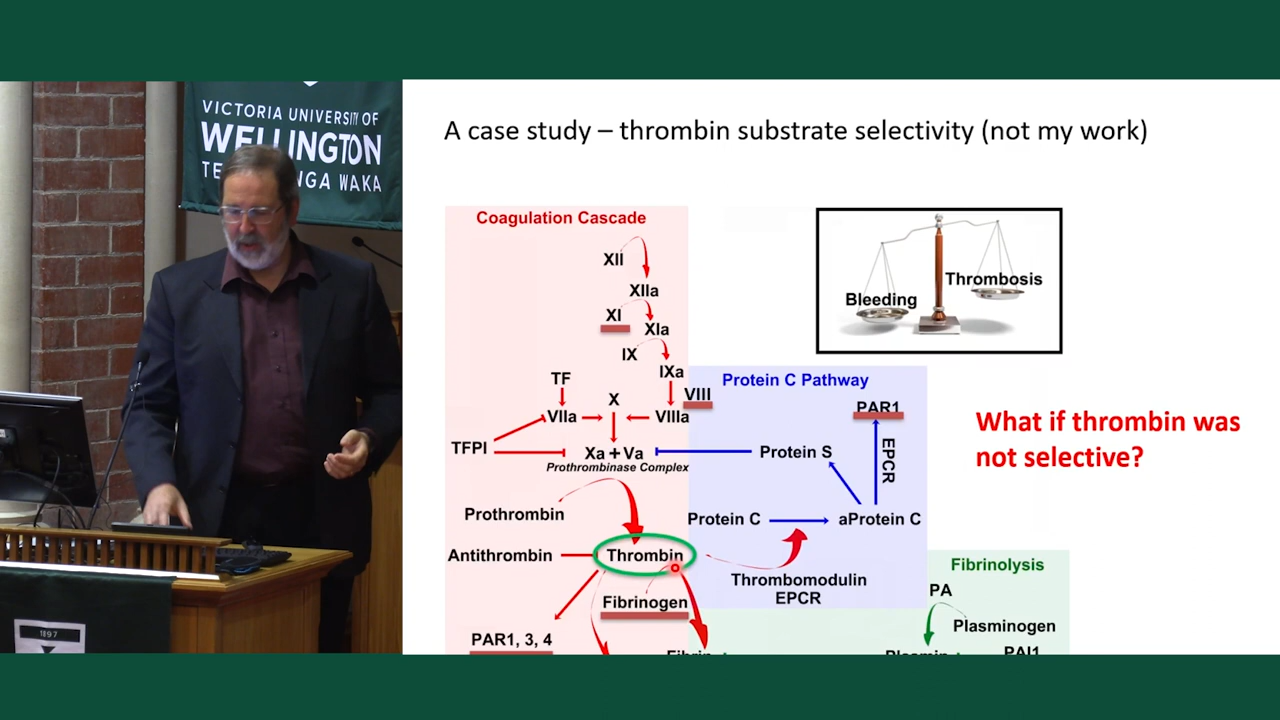 VICTORIA UNIVERSITY OF
WELLINGTON
1897
A case study – thrombin substrate selectivity (not my work)
Coagulation Cascade
XII
XIIa
XI
XIa
IX
IXa
TF
X
VIII
VIIa
VIIIa
TFPI
Xa + Va
Prothrombinase Complex
Prothrombin
Antithrombin
Thrombin
Fibrinogen
PAR1, 3, 4
Bleeding
Thrombosis
Protein C Pathway
PAR1
EPCR
Protein S
Protein C
aProtein C
Thrombomodulin
EPCR
What if thrombin was
not selective?
Fibrinolysis
PA
Plasminogen
PAI1
Plasmin
Fibrin